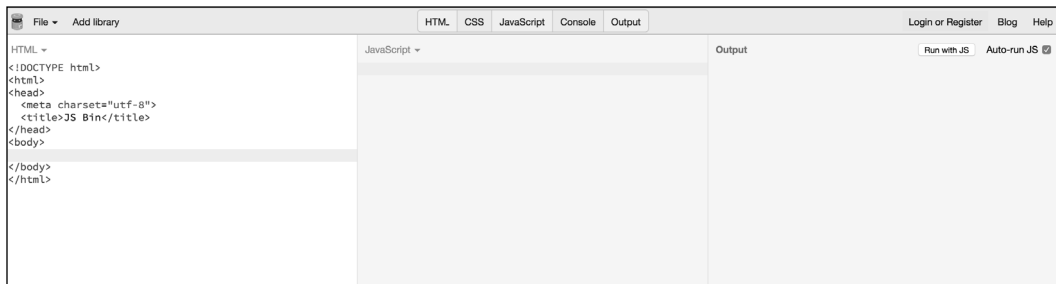 File Add library HTML CSS JavaScript Console Output Login or Register Blog Help
HTML
<!DOCTYPE html>
<html>
<head>
<meta charset="utf-8">
<title>JS Bin</title>
</head>
<body>
</body>
</html>
JavaScript
Output Run with JS Auto-run JS